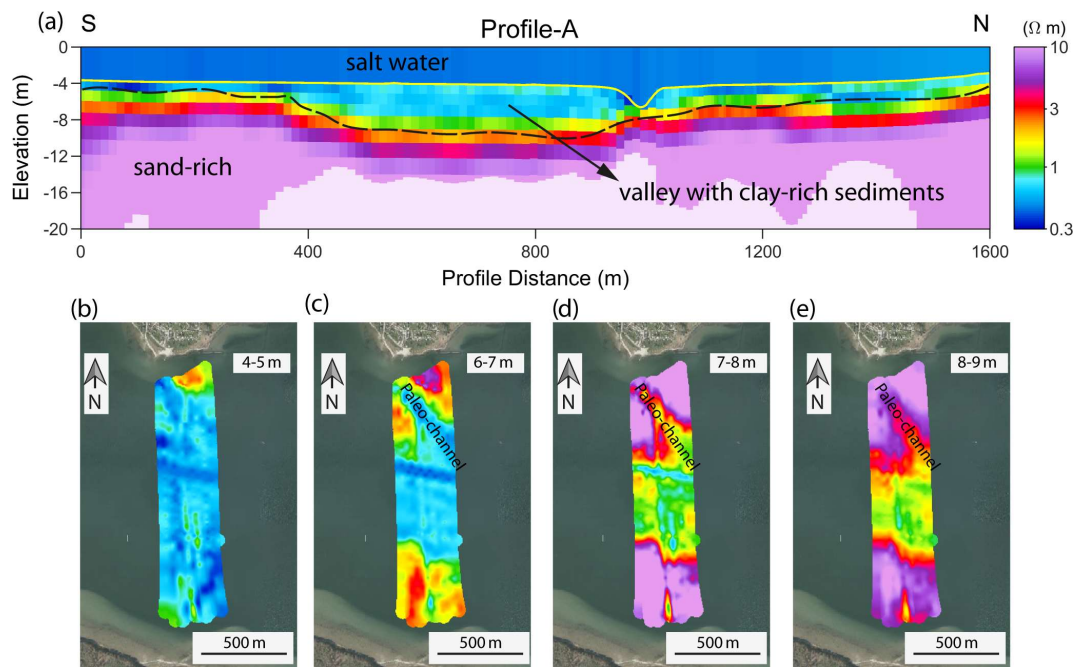 (a) S Profile-A N (Ω m)
0 salt water 10
-4
-8 3
-12 sand-rich 1
-16 valley with clay-rich sediments
-20 0.3
Elevation (m)
0 400 800 1200 1600
Profile Distance (m)
(b) (c) (d) (e)
4-5 m 6-7 m 7-8 m 8-9 m
N N N N
Paleo-channel Paleo-channel Paleo-channel
500 m 500 m 500 m 500 m